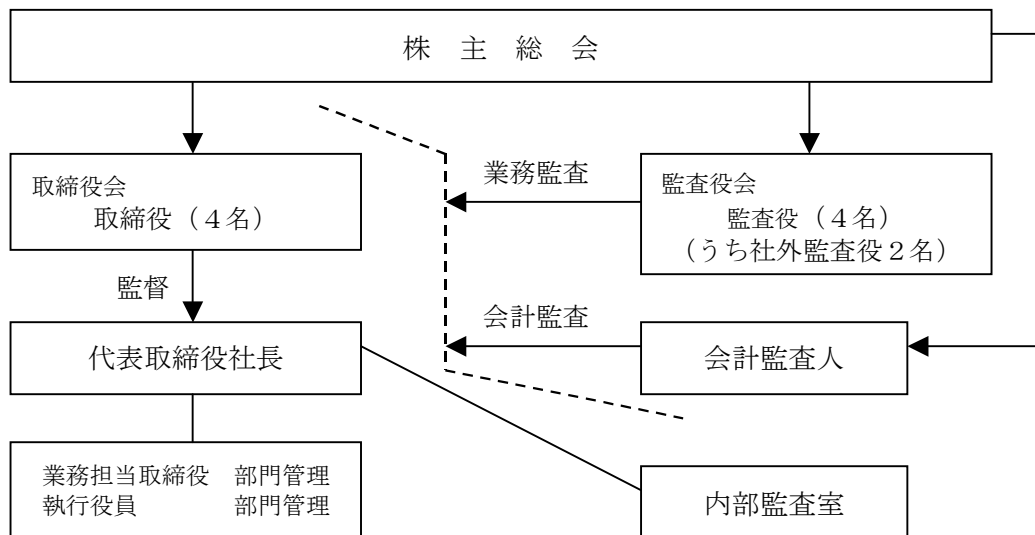 株　主　総　会
取締役会
取締役（４名）
業務監査
監査役会
監査役（４名）
（うち社外監査役２名）
監督
代表取締役社長
会計監査
会計監査人
業務担当取締役　部門管理
執行役員　部門管理
内部監査室